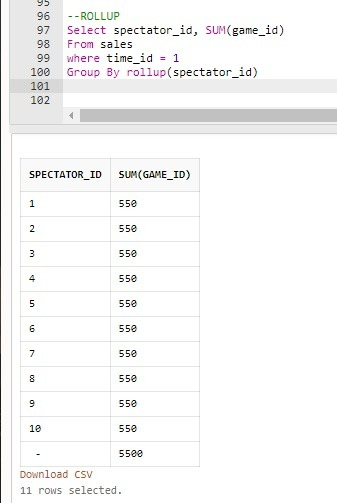 95
96 --ROLLUP
97 Select spectator_id, SUM(game_id)
98 From sales
99 where time_id = 1
100 Group By rollup(spectator_id)
101
102
SPECTATOR_ID SUM(GAME_ID)
1 550
2 550
3 550
4 550
5 550
6 550
7 550
8 550
9 550
10 550
- 5500
Download CSV
11 rows selected.